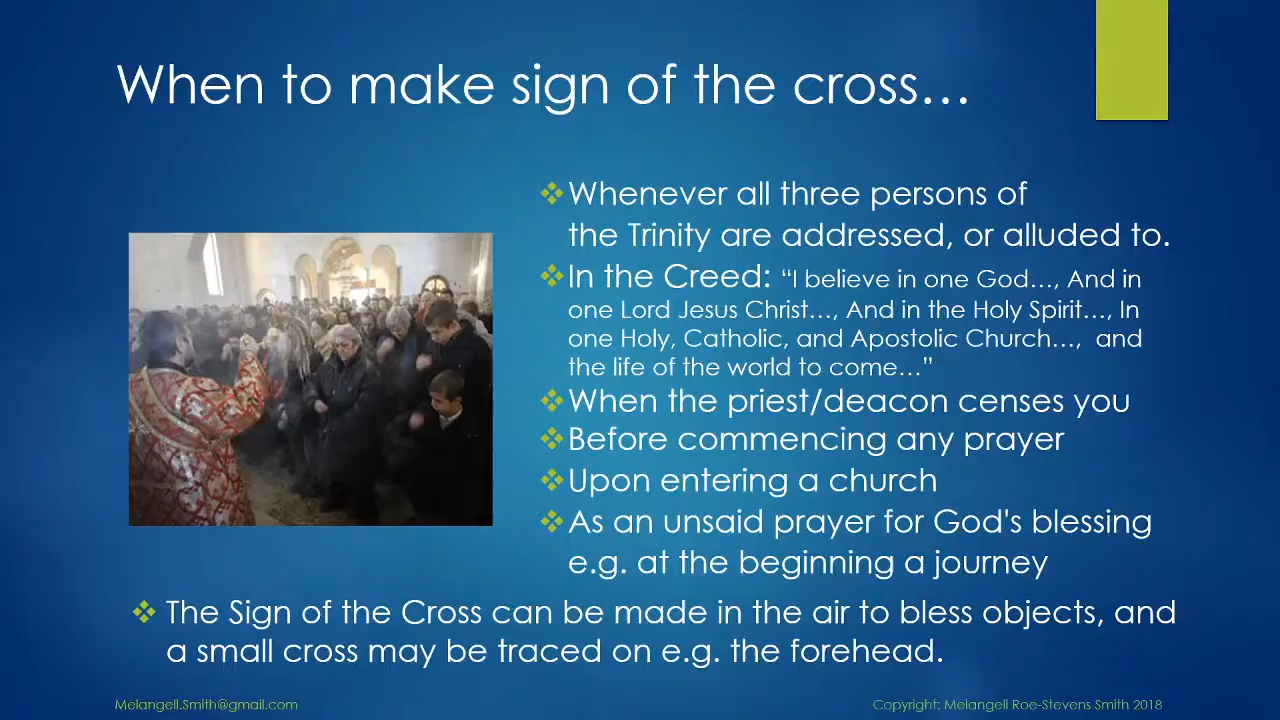 When to make sign of the cross…
❖Whenever all three persons of
the Trinity are addressed, or alluded to.
❖In the Creed: “I believe in one God…, And in
one Lord Jesus Christ…, And in the Holy Spirit…, In
one Holy, Catholic, and Apostolic Church…, and
the life of the world to come…”
❖When the priest/deacon censes you
❖Before commencing any prayer
❖Upon entering a church
❖As an unsaid prayer for God's blessing
e.g. at the beginning a journey
❖ The Sign of the Cross can be made in the air to bless objects, and
a small cross may be traced on e.g. the forehead.
Melangell.Smith@gmail.com
Copyright: Melangell Roe-Stevens Smith 2018